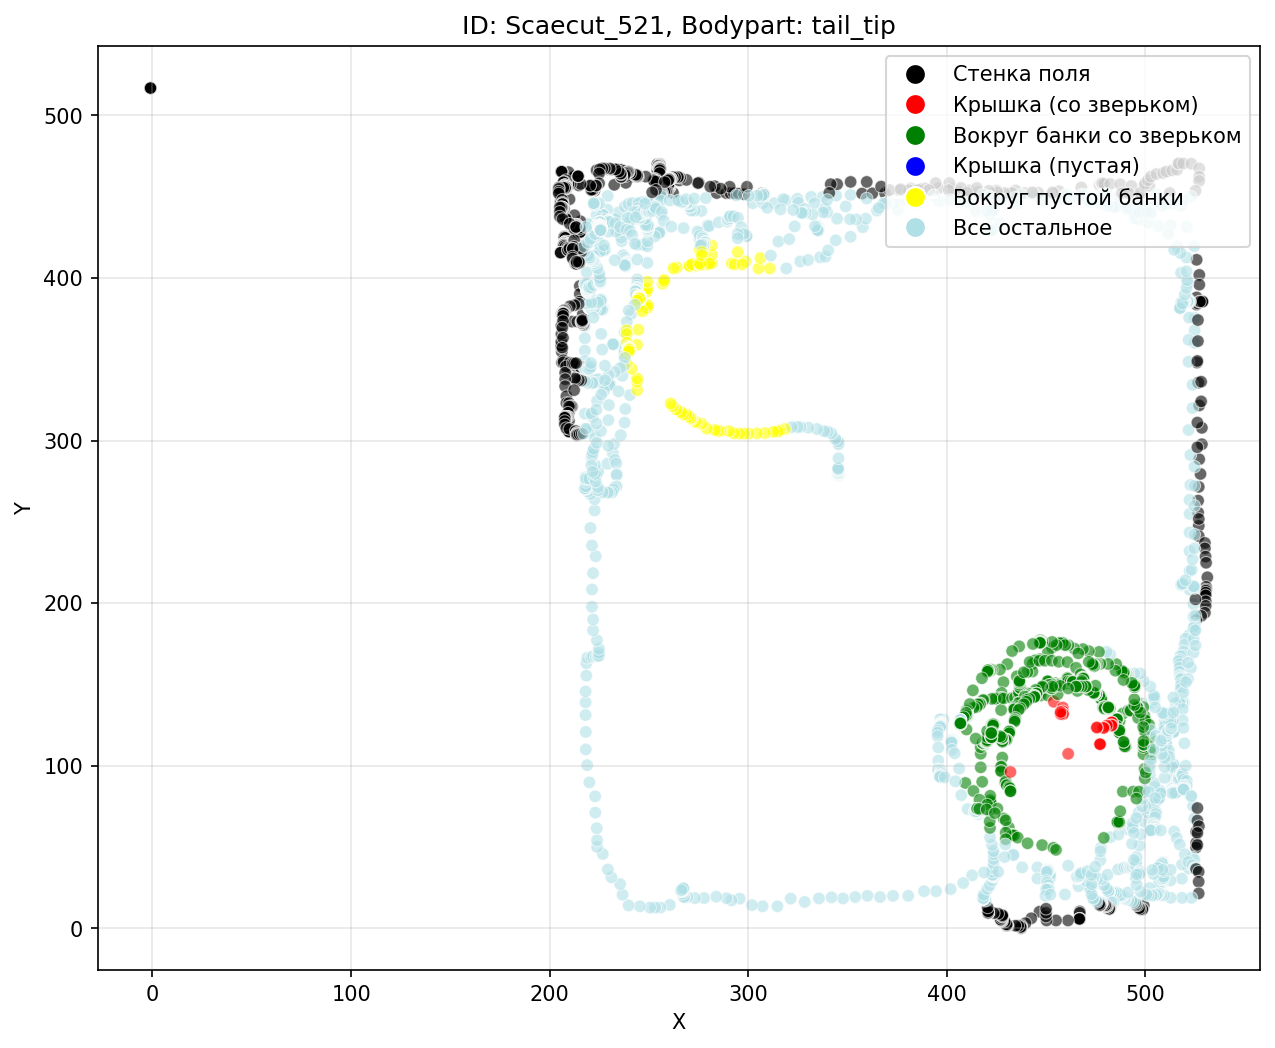 ID: Scaecut_521, Bodypart: tail_tip
Стенка поля
Крышка (со зверьком)
Вокруг банки со зверьком
Крышка (пустая)
Вокруг пустой банки
Все остальное
Y
500
400
300
200
100
0
0 100 200 300 400 500
X